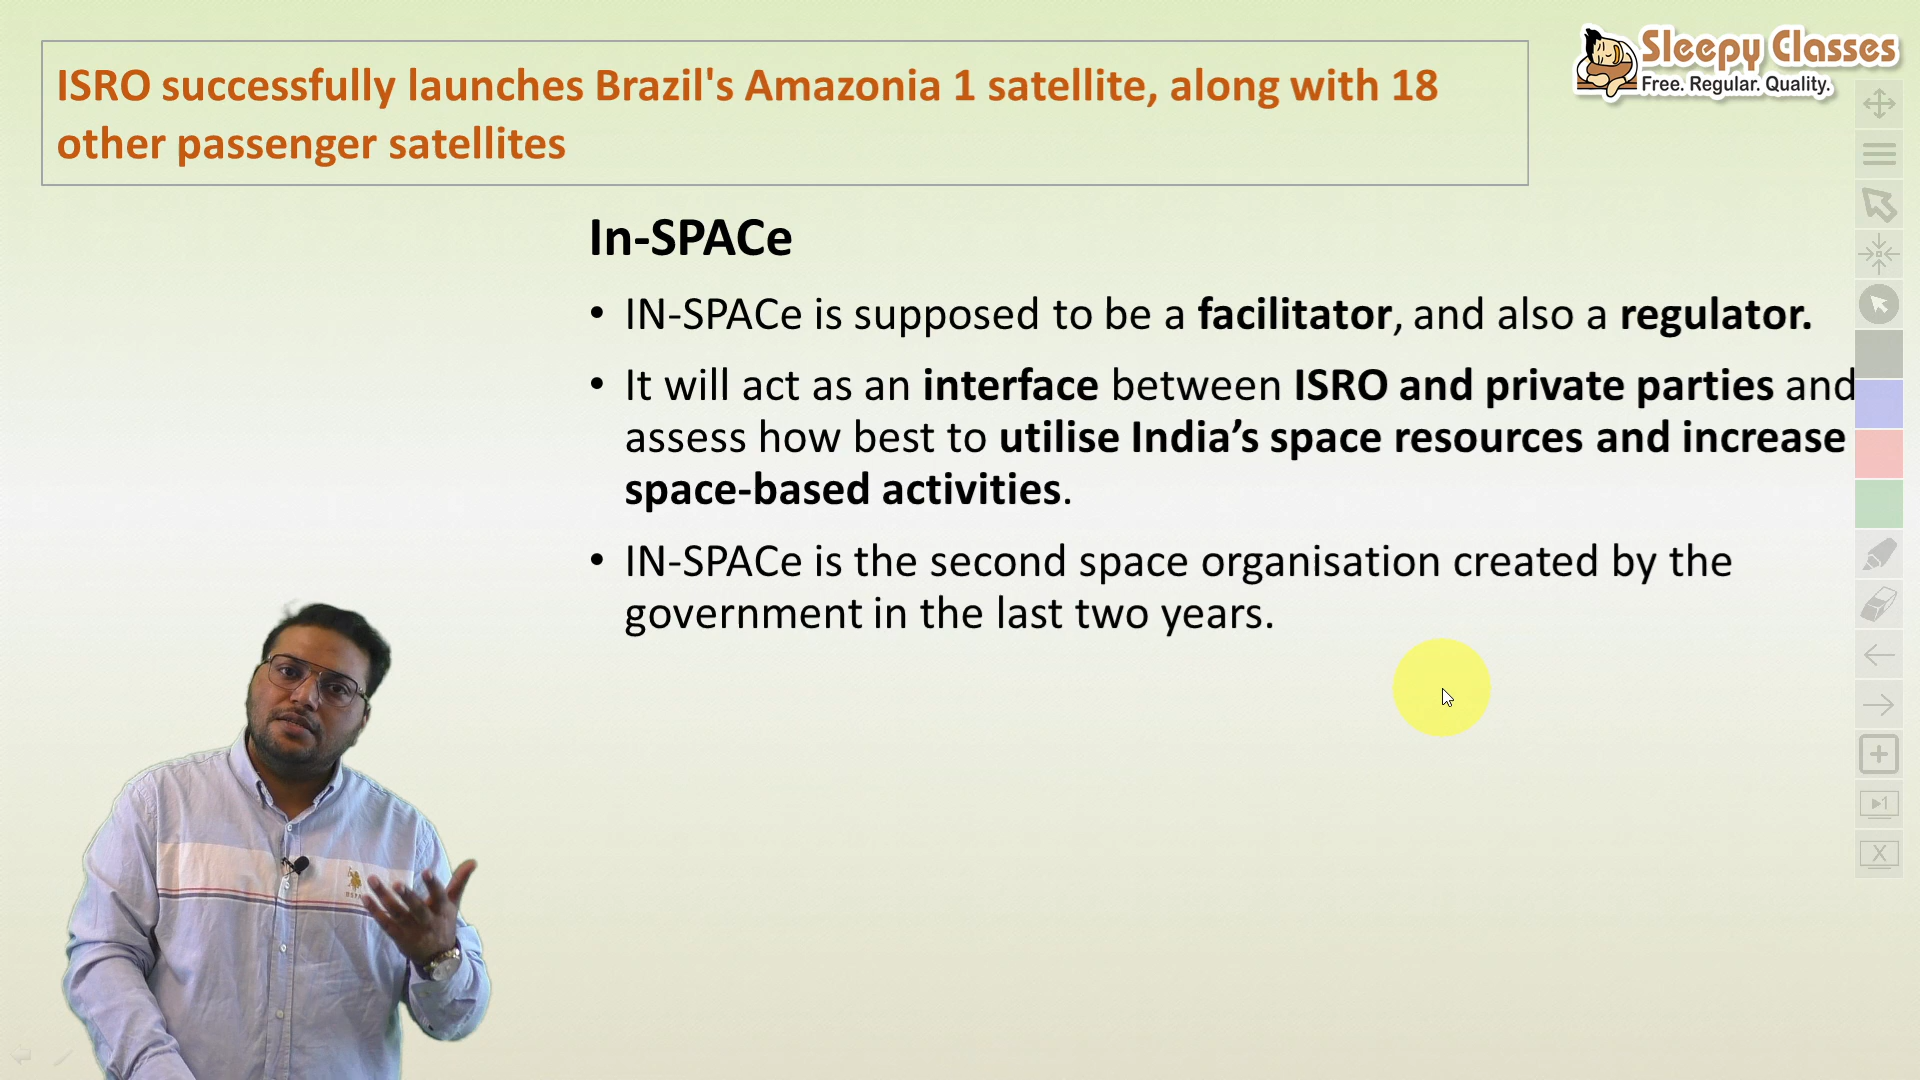 ISRO successfully launches Brazil's Amazonia 1 satellite, along with 18
other passenger satellites
Sleepy Classes
Free. Regular. Quality.
In-SPACe
• IN-SPACe is supposed to be a facilitator, and also a regulator.
• It will act as an interface between ISRO and private parties and
assess how best to utilise India’s space resources and increase
space-based activities.
• IN-SPACe is the second space organisation created by the
government in the last two years.
1
X